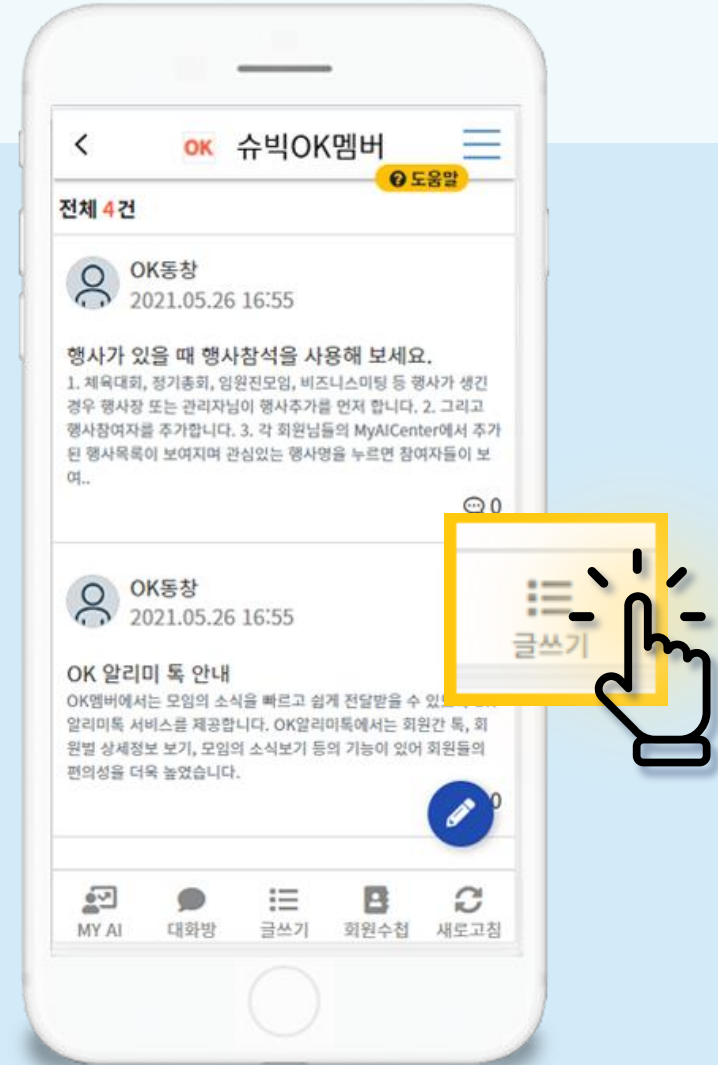 OK 슈빅OK멤버
도움말
전체 4건
OK동창
2021.05.26 16:55
행사가 있을 때 행사참석을 사용해 보세요.
1. 체육대회, 정기총회, 임원진모임, 비즈니스미팅 등 행사가 생긴
경우 행사장 또는 관리자님이 행사추가를 먼저 합니다. 2. 그리고
행사참여자를 추가합니다. 3. 각 회원님들의 MyAICenter에서 추가
된 행사목록이 보여지며 관심있는 행사명을 누르면 참여자들이 보
여..
0
OK동창
2021.05.26 16:55
글쓰기
OK 알리미 톡 안내
OK멤버에서는 모임의 소식을 빠르고 쉽게 전달받을 수
알리미톡 서비스를 제공합니다. OK알리미톡에서는 회원간 톡, 회
원별 상세정보 보기, 모임의 소식보기 등의 기능이 있어 회원들의
편의성을 더욱 높였습니다.
0
MY AI 대화방 글쓰기 회원수첩 새로고침